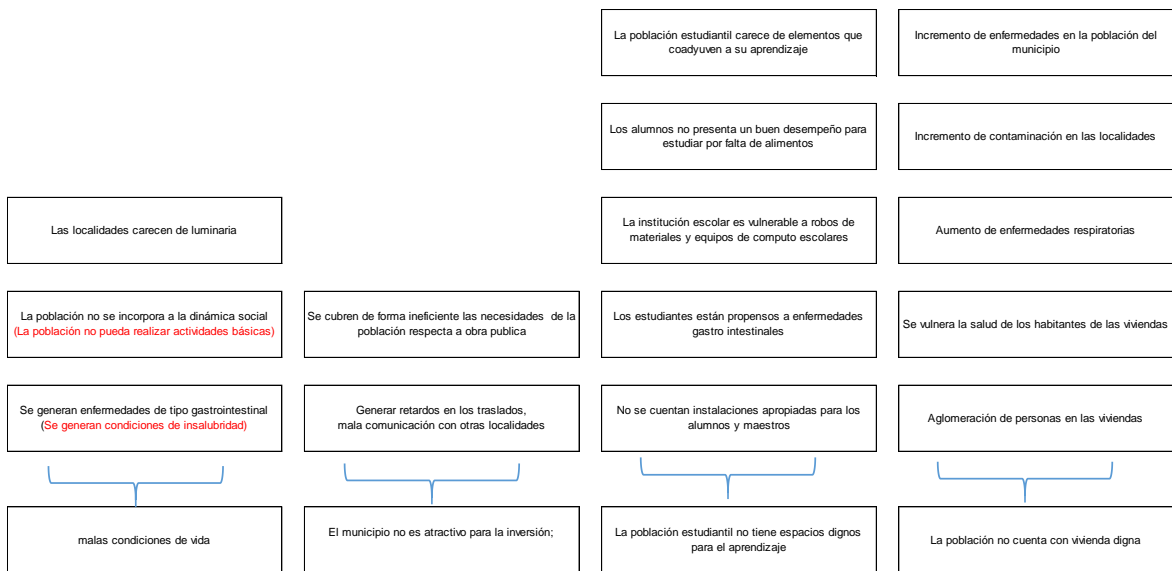 La población estudiantil carece de elementos que
coadyuven a su aprendizaje
Incremento de enfermedades en la población del
municipio
Los alumnos no presenta un buen desempeño para
estudiar por falta de alimentos
Incremento de contaminación en las localidades
Las localidades carecen de luminaria
La institución escolar es vulnerable a robos de
materiales y equipos de computo escolares
Aumento de enfermedades respiratorias
La población no se incorpora a la dinámica social
(La población no pueda realizar actividades básicas)
Se cubren de forma ineficiente las necesidades de la
población respecta a obra publica
Los estudiantes están propensos a enfermedades
gastro intestinales
Se vulnera la salud de los habitantes de las viviendas
Se generan enfermedades de tipo gastrointestinal
(Se generan condiciones de insalubridad)
Generar retardos en los traslados,
mala comunicación con otras localidades
No se cuentan instalaciones apropiadas para los
alumnos y maestros
Aglomeración de personas en las viviendas
malas condiciones de vida
El municipio no es atractivo para la inversión;
La población estudiantil no tiene espacios dignos
para el aprendizaje
La población no cuenta con vivienda digna